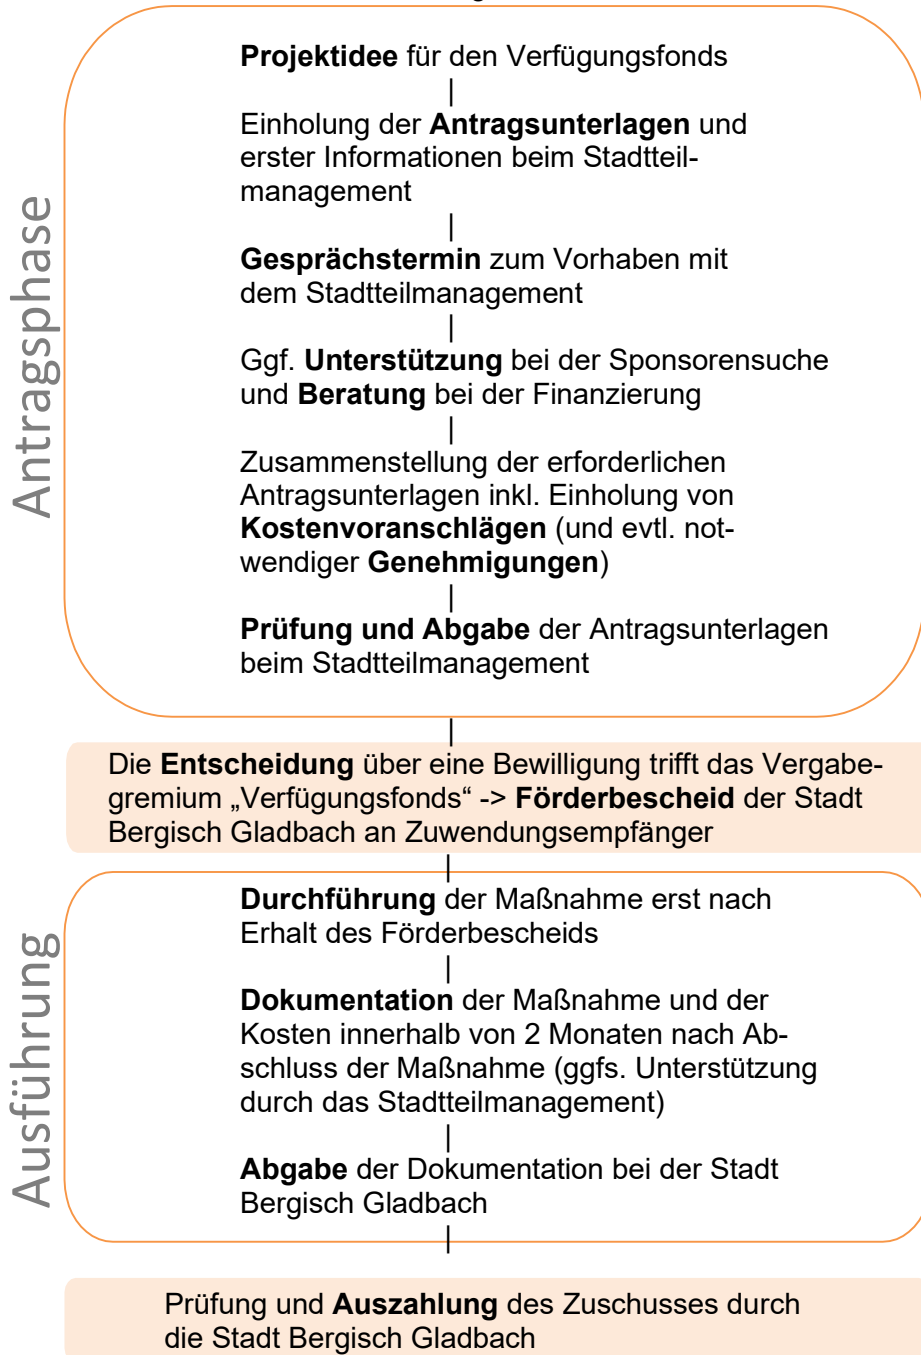 Antragsphase
Projektidee für den Verfügungsfonds
Einholung der Antragsunterlagen und
erster Informationen beim Stadtteil-
management
Gesprächstermin zum Vorhaben mit
dem Stadtteilmanagement
Ggf. Unterstützung bei der Sponsorensuche
und Beratung bei der Finanzierung
Zusammenstellung der erforderlichen
Antragsunterlagen inkl. Einholung von
Kostenvoranschlägen (und evtl. not-
wendiger Genehmigungen)
Prüfung und Abgabe der Antragsunterlagen
beim Stadtteilmanagement
Die Entscheidung über eine Bewilligung trifft das Vergabe-
gremium „Verfügungsfonds“ -> Förderbescheid der Stadt
Bergisch Gladbach an Zuwendungsempfänger
Ausführung
Durchführung der Maßnahme erst nach
Erhalt des Förderbescheids
Dokumentation der Maßnahme und der
Kosten innerhalb von 2 Monaten nach Ab-
schluss der Maßnahme (ggfs. Unterstützung
durch das Stadtteilmanagement)
Abgabe der Dokumentation bei der Stadt
Bergisch Gladbach
Prüfung und Auszahlung des Zuschusses durch
die Stadt Bergisch Gladbach